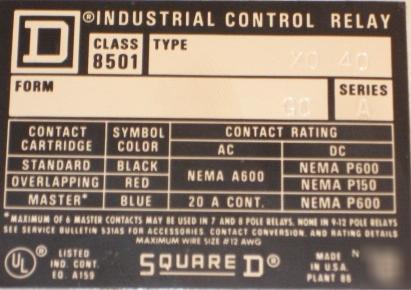 D ® INDUSTRIAL CONTROL RELAY
CLASS 8501 TYPE XO 40
FORM GC SERIES A
CONTACT CARTRIDGE SYMBOL COLOR CONTACT RATING
AC DC
STANDARD BLACK NEMA A600 NEMA P600
OVERLAPPING RED NEMA P150
MASTER* BLUE 20 A CONT. NEMA P600
*MAXIMUM OF 6 MASTER CONTACTS MAY BE USED IN 7 AND 8 POLE RELAYS. NONE IN 9-12 POLE RELAYS
SEE SERVICE BULLETIN 531AS FOR ACCESSORIES. CONTACT CONVERSION, AND RATING DETAILS
MAXIMUM WIRE SIZE #12 AWG
UL ® LISTED IND. CONT. EQ. A159 SQUARE D ® MADE IN U.S.A. PLANT 85 N